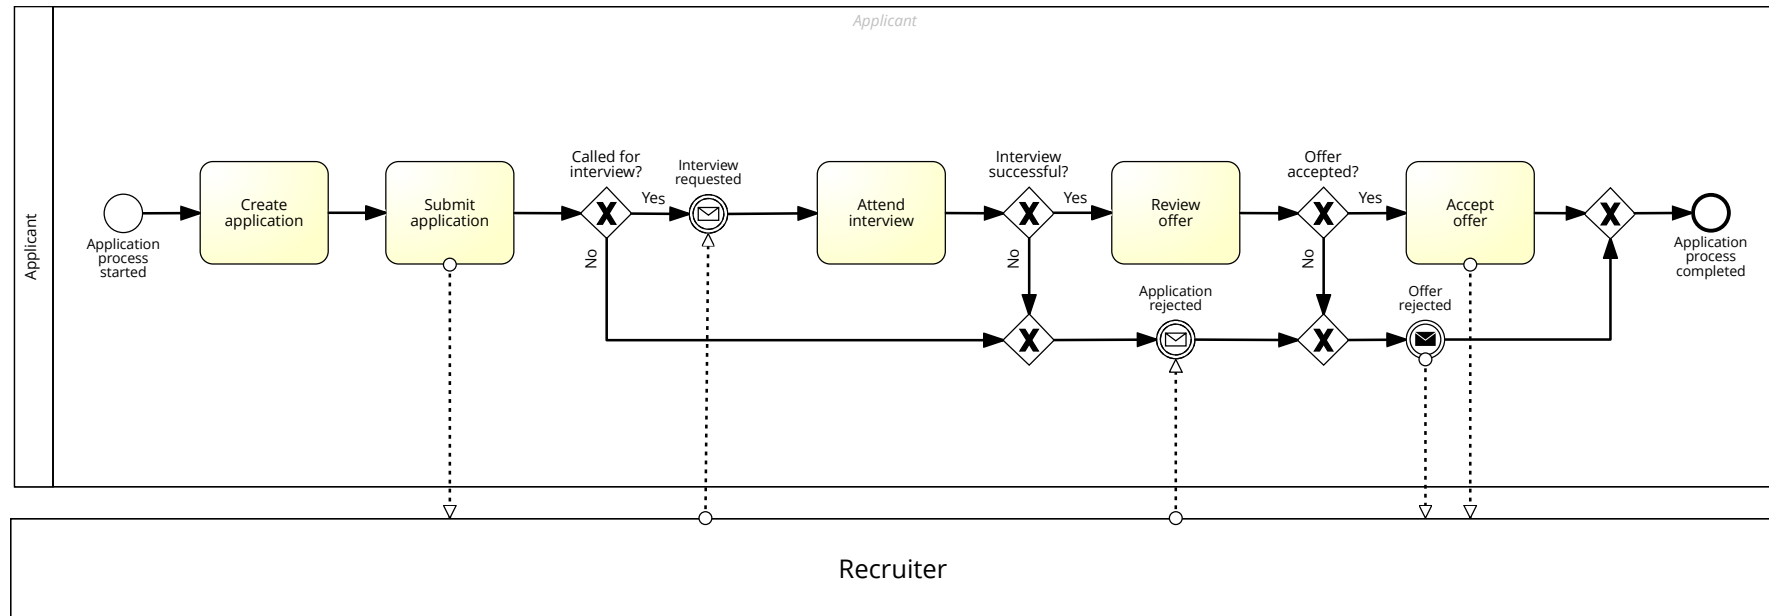 Applicant
Applicant
Application
process
started
Create
application
Submit
application
Called for
interview?
Yes
No
Interview
requested
Attend
interview
Interview
successful?
Yes
No
Application
rejected
Review
offer
Offer
accepted?
Yes
No
Offer
rejected
Accept
offer
Application
process
completed
Recruiter